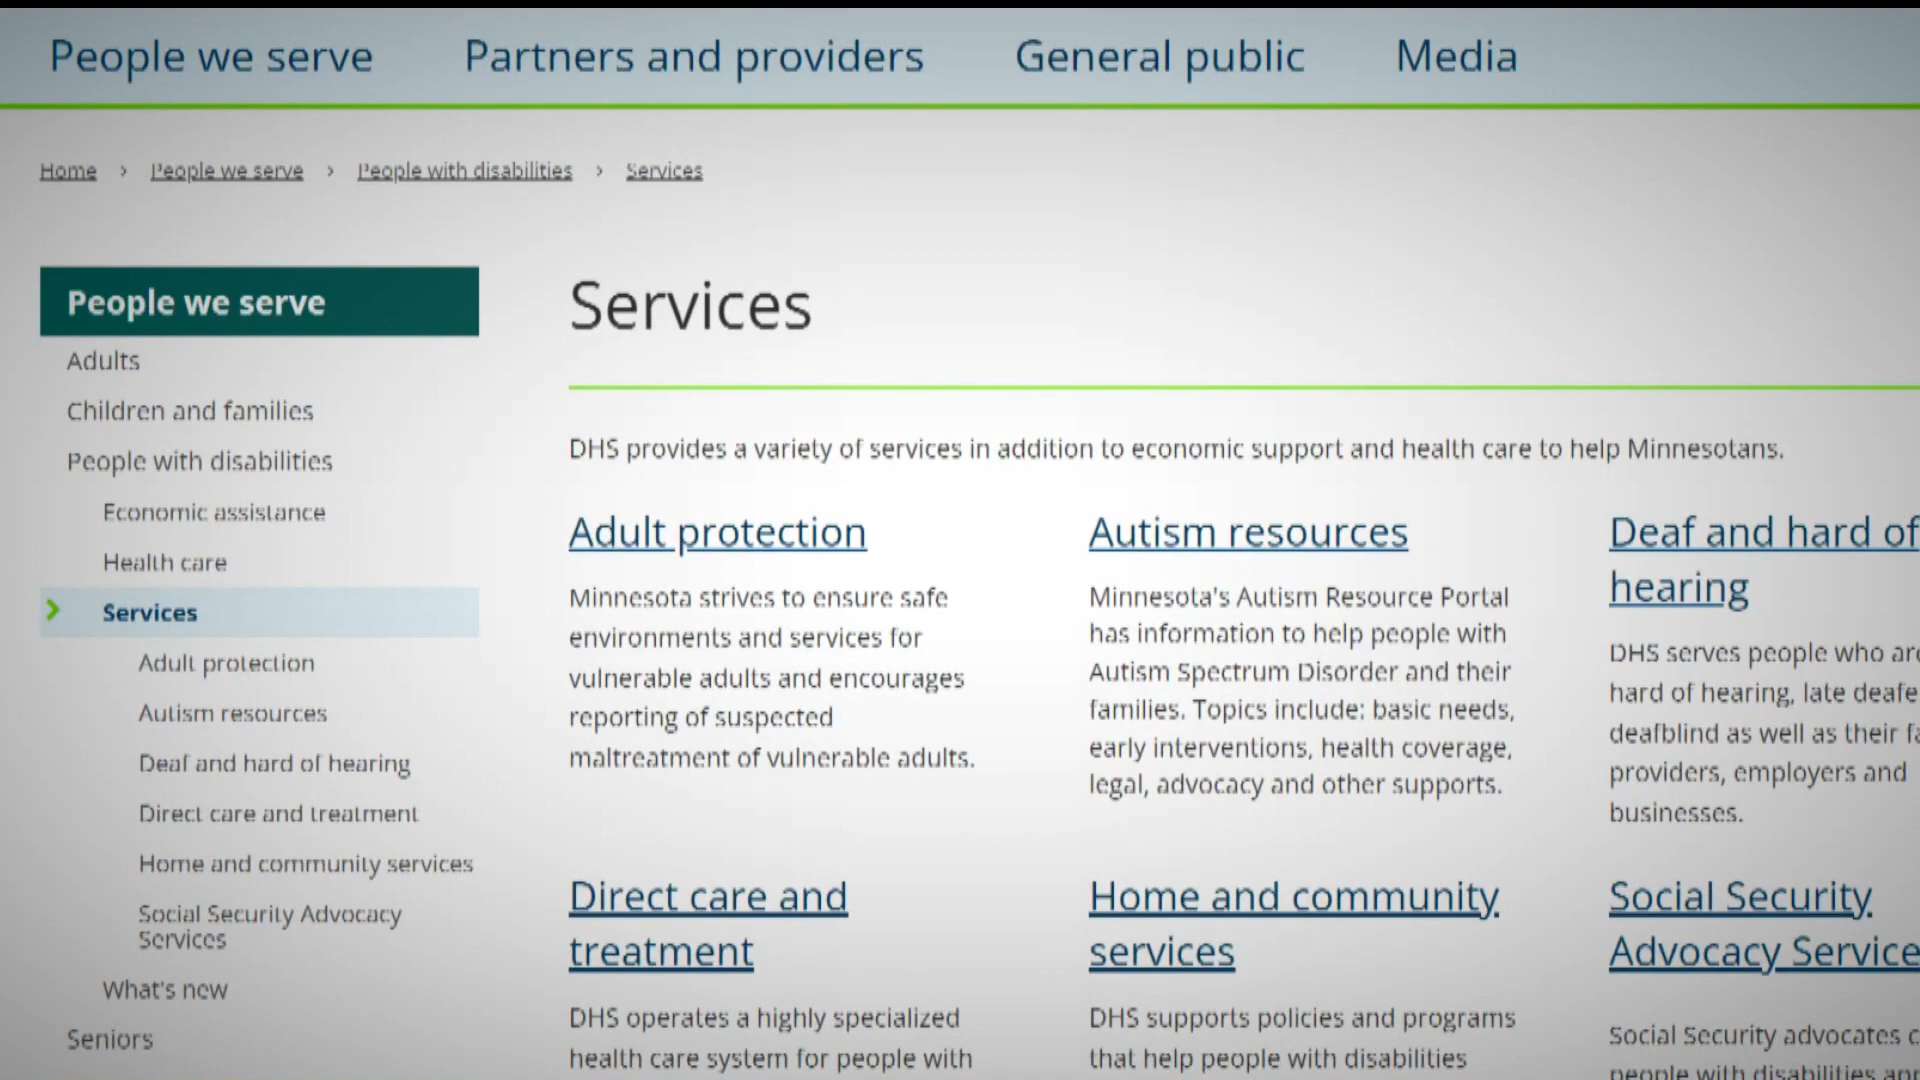 People we serve Partners and providers General public Media
Home > People we serve > People with disabilities > Services
People we serve
Adults
Children and families
People with disabilities
Economic assistance
Health care
Services
Adult protection
Autism resources
Deaf and hard of hearing
Direct care and treatment
Home and community services
Social Security Advocacy
Services
What's new
Seniors
Services
DHS provides a variety of services in addition to economic support and health care to help Minnesotans.
Adult protection
Minnesota strives to ensure safe
environments and services for
vulnerable adults and encourages
reporting of suspected
maltreatment of vulnerable adults.
Autism resources
Minnesota's Autism Resource Portal
has information to help people with
Autism Spectrum Disorder and their
families. Topics include: basic needs,
early interventions, health coverage,
legal, advocacy and other supports.
Deaf and hard of
hearing
DHS serves people who
hard of hearing, late
deafblind as well as their
providers, employers and
businesses.
Direct care and
treatment
DHS operates a highly specialized
health care system for people with
Home and community
services
DHS supports policies and programs
that help people with disabilities
Social Security
Advocacy Service
Social Security advocates
people with disabilities